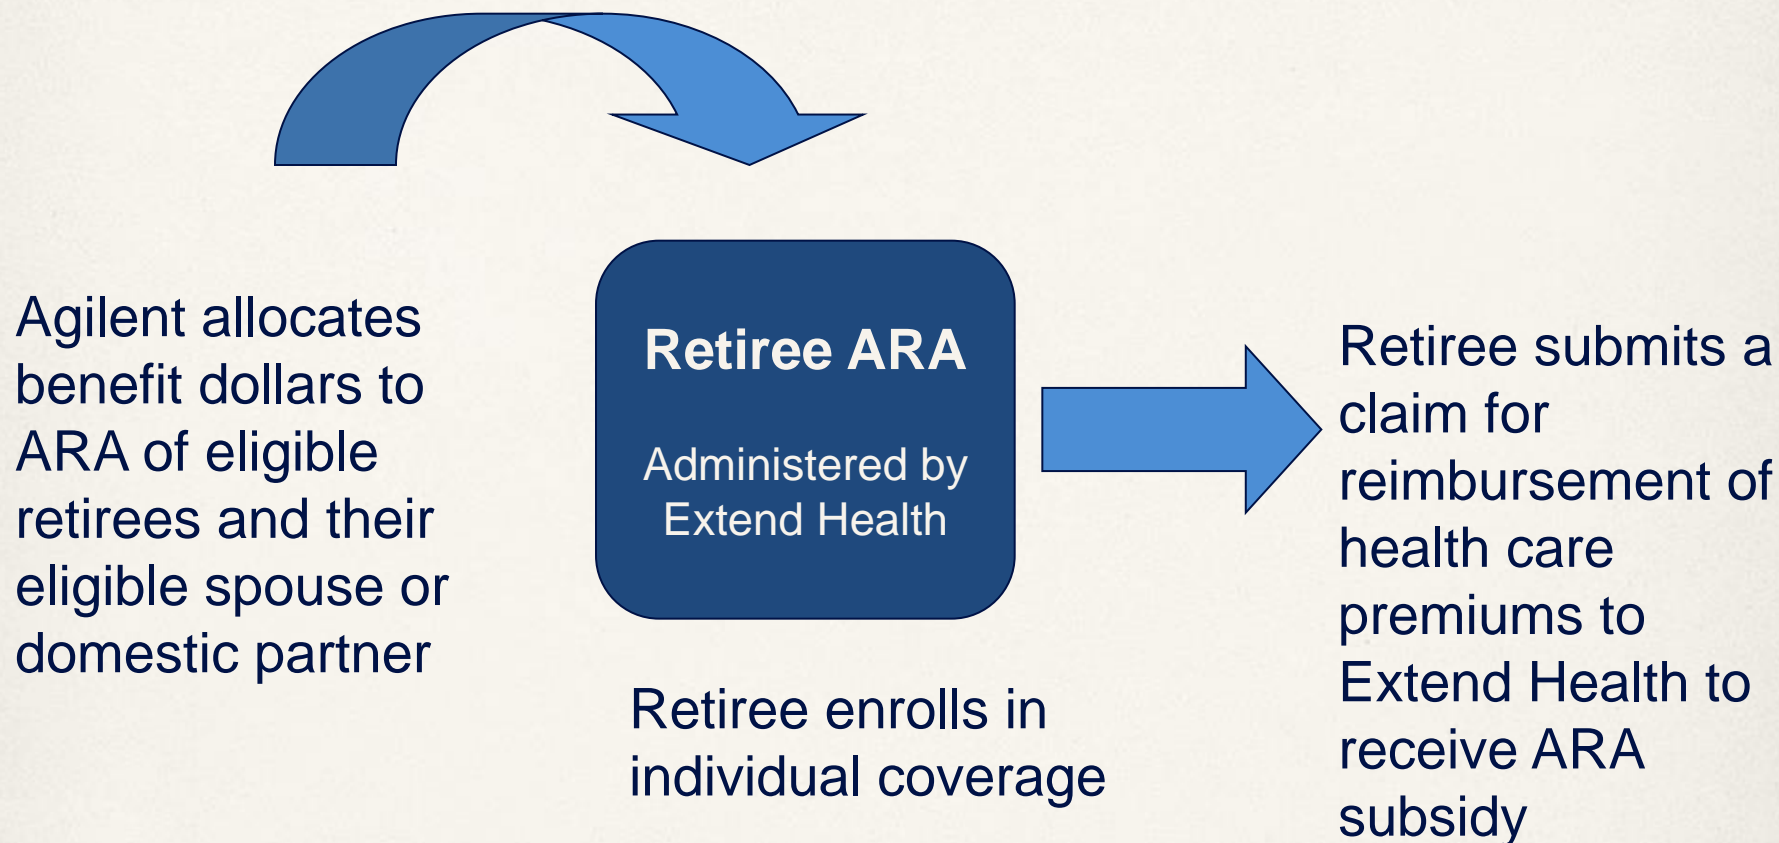 Agilent allocates
benefit dollars to
ARA of eligible
retirees and their
eligible spouse or
domestic partner
Retiree ARA
Administered by
Extend Health
Retiree enrolls in
individual coverage
Retiree submits a
claim for
reimbursement of
health care
premiums to
Extend Health to
receive ARA
subsidy